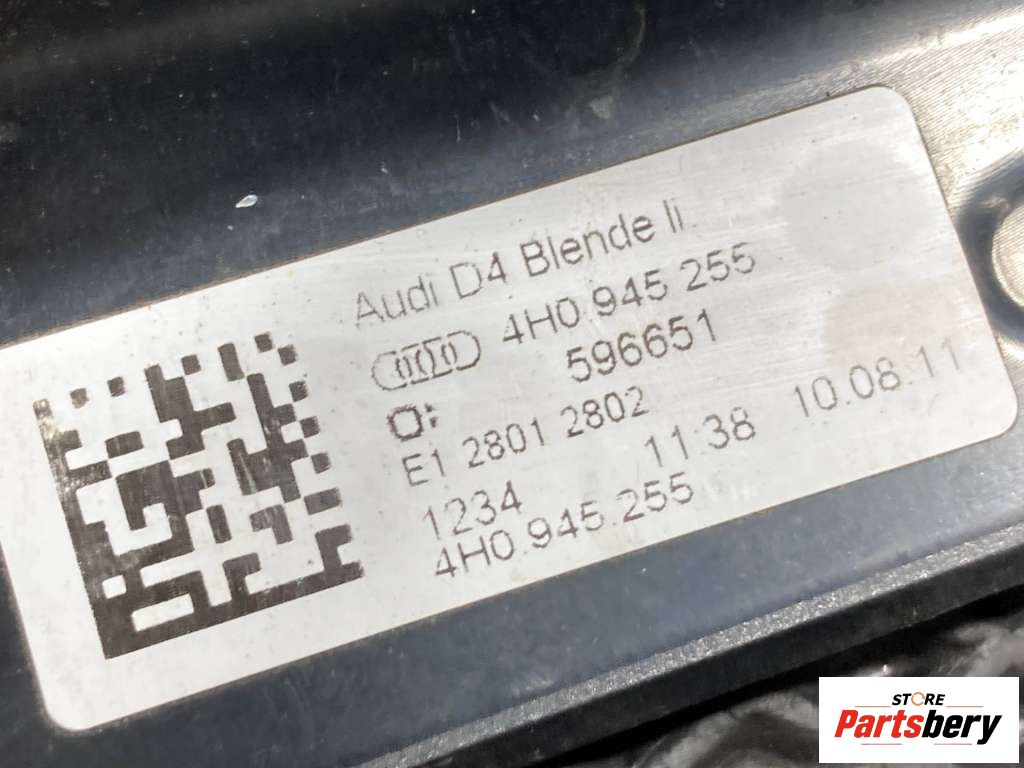 Audi D4 Blende li.
4H0.945.255
596651
E1 2801 2802
1234 11:38 10.08.11
4H0.945.255
STORE
Partsbery